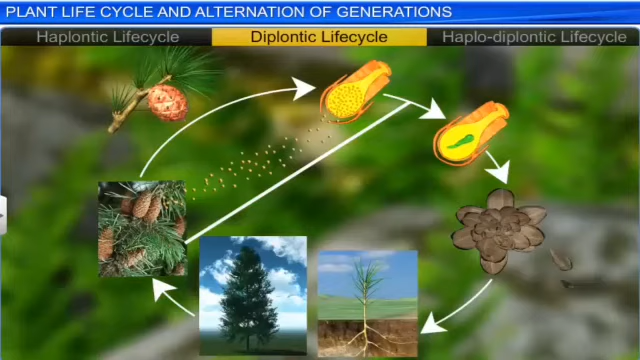 PLANT LIFE CYCLE AND ALTERNATION OF GENERATIONS
Haplontic Lifecycle
Diplontic Lifecycle
Haplo-diplontic Lifecycle